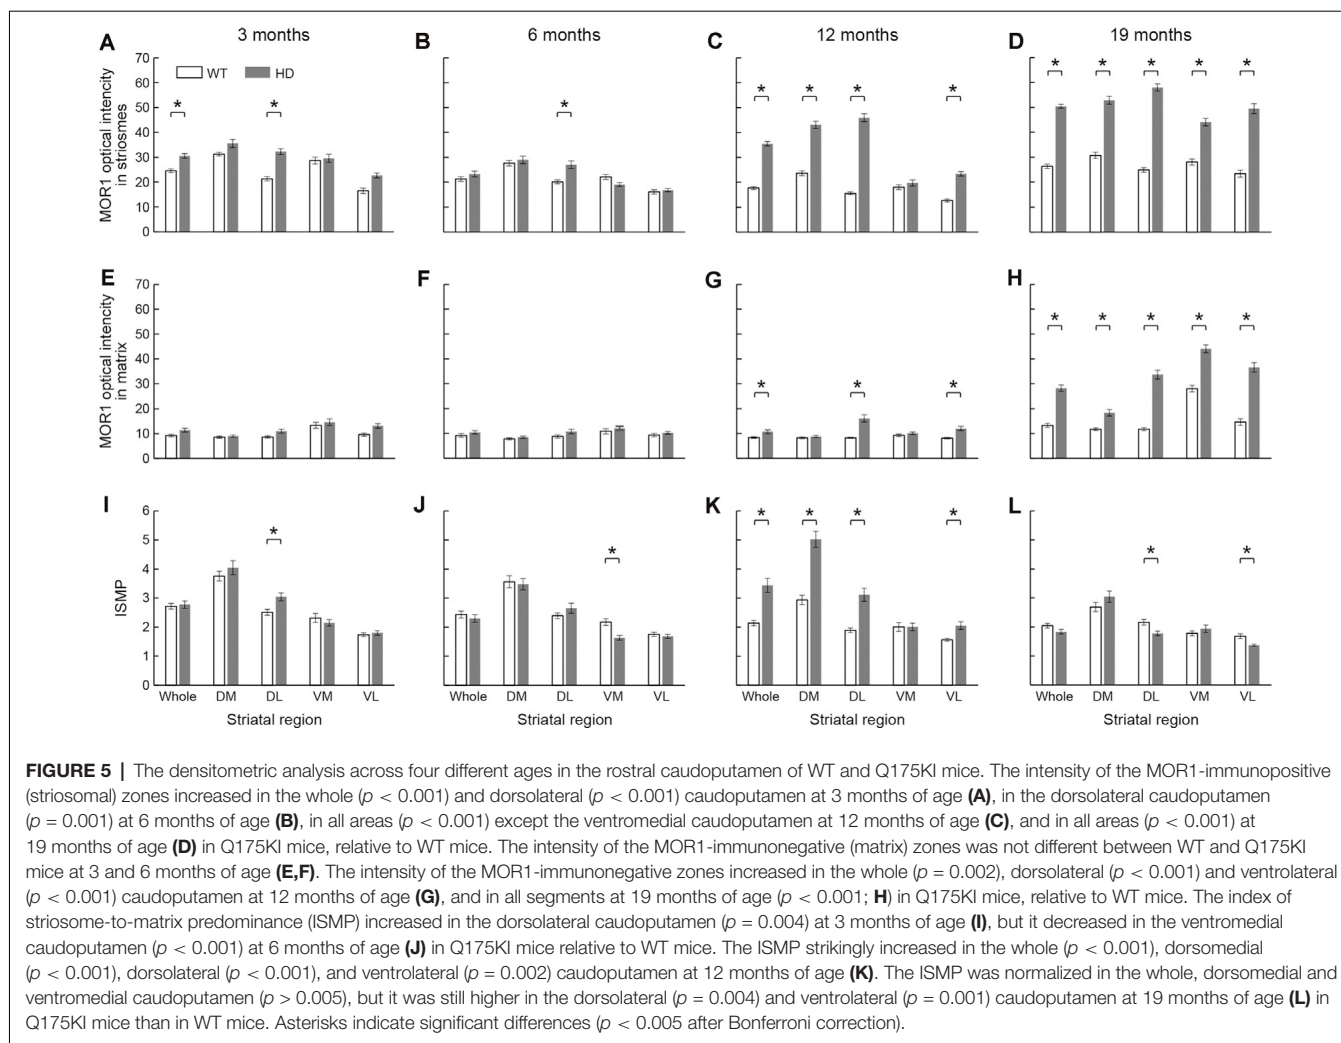 A 3 months B 6 months C 12 months D 19 months
WT HD
MOR1 optical intencity
in striosmes
70
60
50
40
30
20
10
0
* * * * * * * * * * * *
E F G H
MOR1 optical intencity
in matrix
70
60
50
40
30
20
10
0
* * * * * * * *
I J K L
ISMP
6
5
4
3
2
1
0
* * * * * * * *
Whole DM DL VM VL Whole DM DL VM VL Whole DM DL VM VL Whole DM DL VM VL
Striatal region Striatal region Striatal region Striatal region
FIGURE 5 | The densitometric analysis across four different ages in the rostral caudoputamen of WT and Q175KI mice. The intensity of the MOR1-immunopositive
(striosomal) zones increased in the whole (p < 0.001) and dorsolateral (p < 0.001) caudoputamen at 3 months of age (A), in the dorsolateral caudoputamen
(p = 0.001) at 6 months of age (B), in all areas (p < 0.001) except the ventromedial caudoputamen at 12 months of age (C), and in all areas (p < 0.001) at
19 months of age (D) in Q175KI mice, relative to WT mice. The intensity of the MOR1-immunonegative (matrix) zones was not different between WT and Q175KI
mice at 3 and 6 months of age (E,F). The intensity of the MOR1-immunonegative zones increased in the whole (p = 0.002), dorsolateral (p < 0.001) and ventrolateral
(p < 0.001) caudoputamen at 12 months of age (G), and in all segments at 19 months of age (p < 0.001; H) in Q175KI mice, relative to WT mice. The index of
striosome-to-matrix predominance (ISMP) increased in the dorsolateral caudoputamen (p = 0.004) at 3 months of age (I), but it decreased in the ventromedial
caudoputamen (p < 0.001) at 6 months of age (J) in Q175KI mice relative to WT mice. The ISMP strikingly increased in the whole (p < 0.001), dorsomedial
(p < 0.001), dorsolateral (p < 0.001), and ventrolateral (p = 0.002) caudoputamen at 12 months of age (K). The ISMP was normalized in the whole, dorsomedial and
ventromedial caudoputamen (p > 0.005), but it was still higher in the dorsolateral (p = 0.004) and ventrolateral (p = 0.001) caudoputamen at 19 months of age (L) in
Q175KI mice than in WT mice. Asterisks indicate significant differences (p < 0.005 after Bonferroni correction).